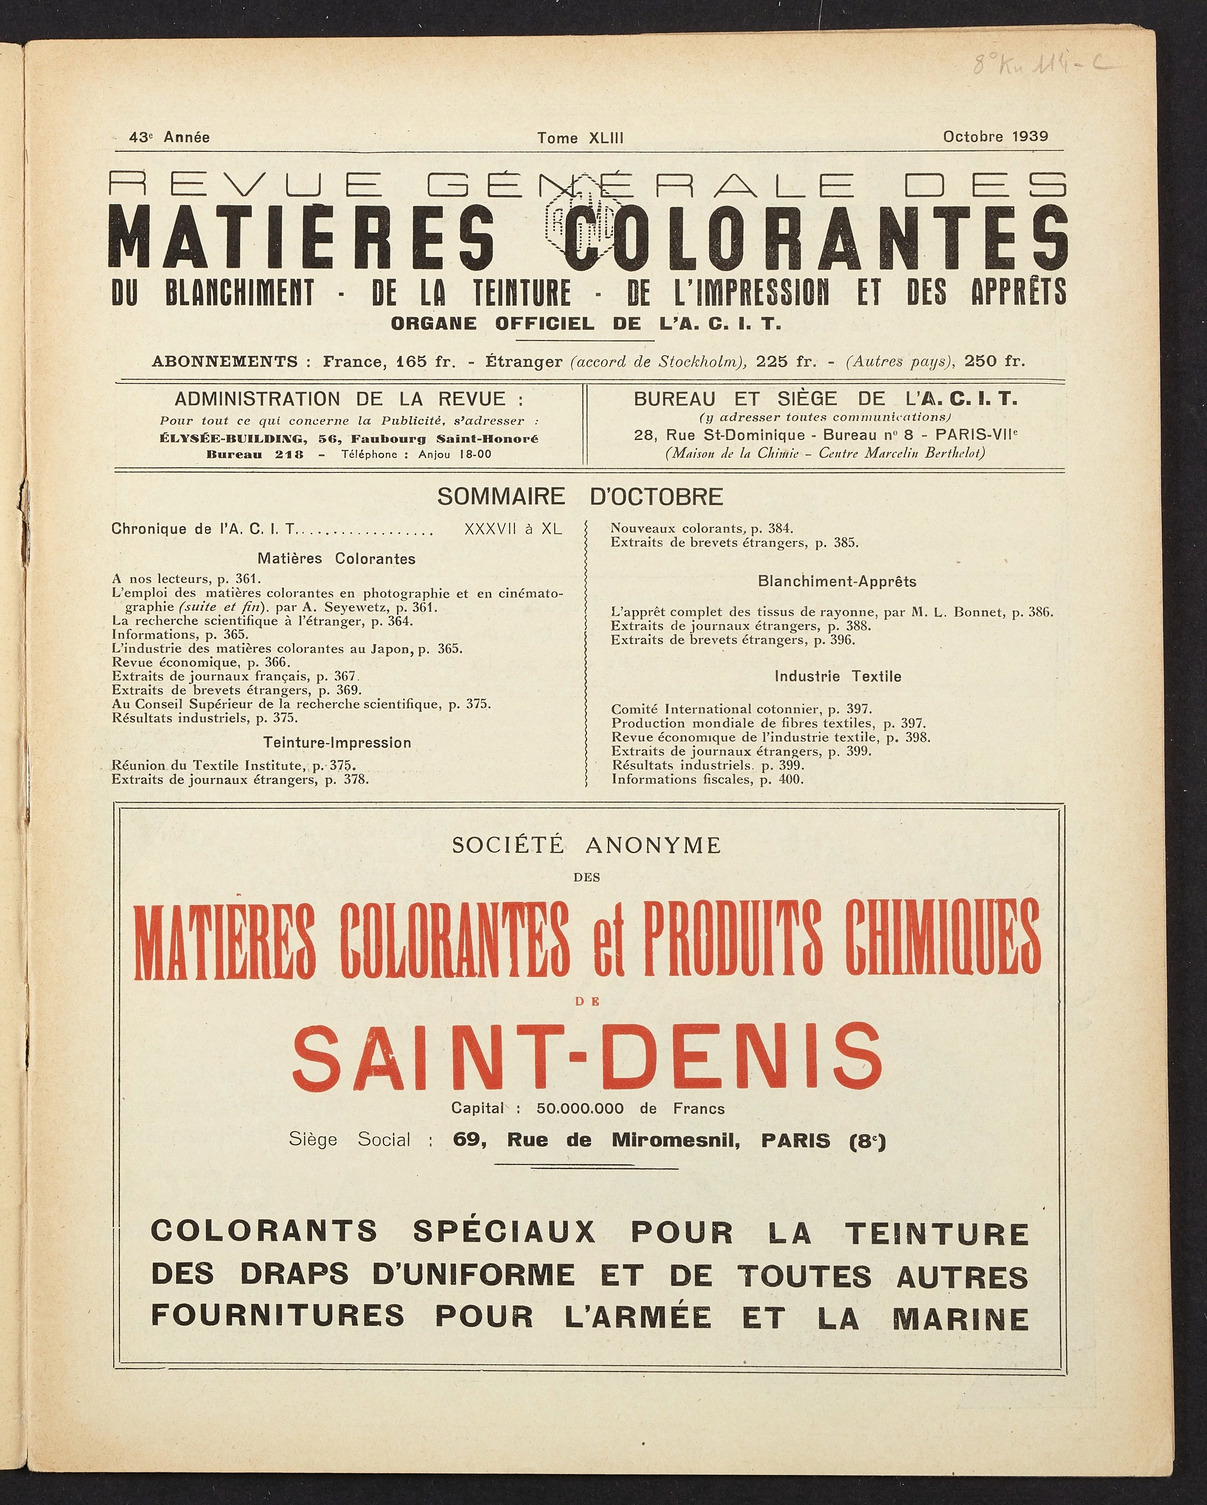 8° Ku 114 - C
43e Année Tome XLIII Octobre 1939
REVUE GÉNÉRALE DES
MATIÈRES COLORANTES
DU BLANCHIMENT - DE LA TEINTURE - DE L'IMPRESSION ET DES APPRÊTS
ORGANE OFFICIEL DE L'A. C. I. T.
ABONNEMENTS : France, 165 fr. - Étranger (accord de Stockholm), 225 fr. - (Autres pays), 250 fr.
ADMINISTRATION DE LA REVUE :
Pour tout ce qui concerne la Publicité, s'adresser :
ÉLYSÉE-BUILDING, 56, Faubourg Saint-Honoré
Bureau 218 - Téléphone : Anjou 18-00
BUREAU ET SIÈGE DE L'A. C. I. T.
(y adresser toutes communications)
28, Rue St-Dominique - Bureau n° 8 - PARIS-VIIe
(Maison de la Chimie - Centre Marcelin Berthelot)
SOMMAIRE D'OCTOBRE
Chronique de l'A. C. I. T.................. XXXVII à XL
Matières Colorantes
A nos lecteurs, p. 361.
L'emploi des matières colorantes en photographie et en cinémato-
graphie (suite et fin). par A. Seyewetz, p. 361.
La recherche scientifique à l'étranger, p. 364.
Informations, p. 365.
L'industrie des matières colorantes au Japon, p. 365.
Revue économique, p. 366.
Extraits de journaux français, p. 367.
Extraits de brevets étrangers, p. 369.
Au Conseil Supérieur de la recherche scientifique, p. 375.
Résultats industriels, p. 375.
Teinture-Impression
Réunion du Textile Institute, p. 375.
Extraits de journaux étrangers, p. 378.
Nouveaux colorants, p. 384.
Extraits de brevets étrangers, p. 385.
Blanchiment-Apprêts
L'apprêt complet des tissus de rayonne, par M. L. Bonnet, p. 386.
Extraits de journaux étrangers, p. 388.
Extraits de brevets étrangers, p. 396.
Industrie Textile
Comité International cotonnier, p. 397.
Production mondiale de fibres textiles, p. 397.
Revue économique de l'industrie textile, p. 398.
Extraits de journaux étrangers, p. 399.
Résultats industriels. p. 399.
Informations fiscales, p. 400.
SOCIÉTÉ ANONYME
DES
MATIÈRES COLORANTES et PRODUITS CHIMIQUES
DE
SAINT-DENIS
Capital : 50.000.000 de Francs
Siège Social : 69, Rue de Miromesnil, PARIS (8e)
COLORANTS SPÉCIAUX POUR LA TEINTURE
DES DRAPS D'UNIFORME ET DE TOUTES AUTRES
FOURNITURES POUR L'ARMÉE ET LA MARINE